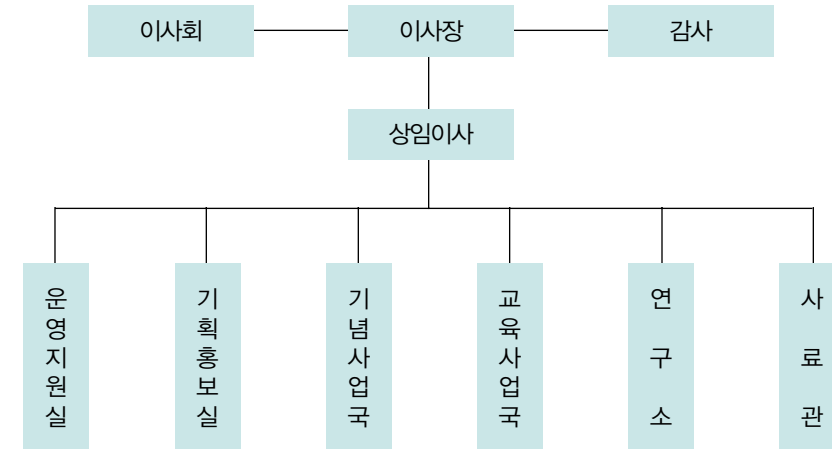 이사회
이사장
감사
상임이사
운영지원실
기획홍보실
기념사업국
교육사업국
연구소
사료관